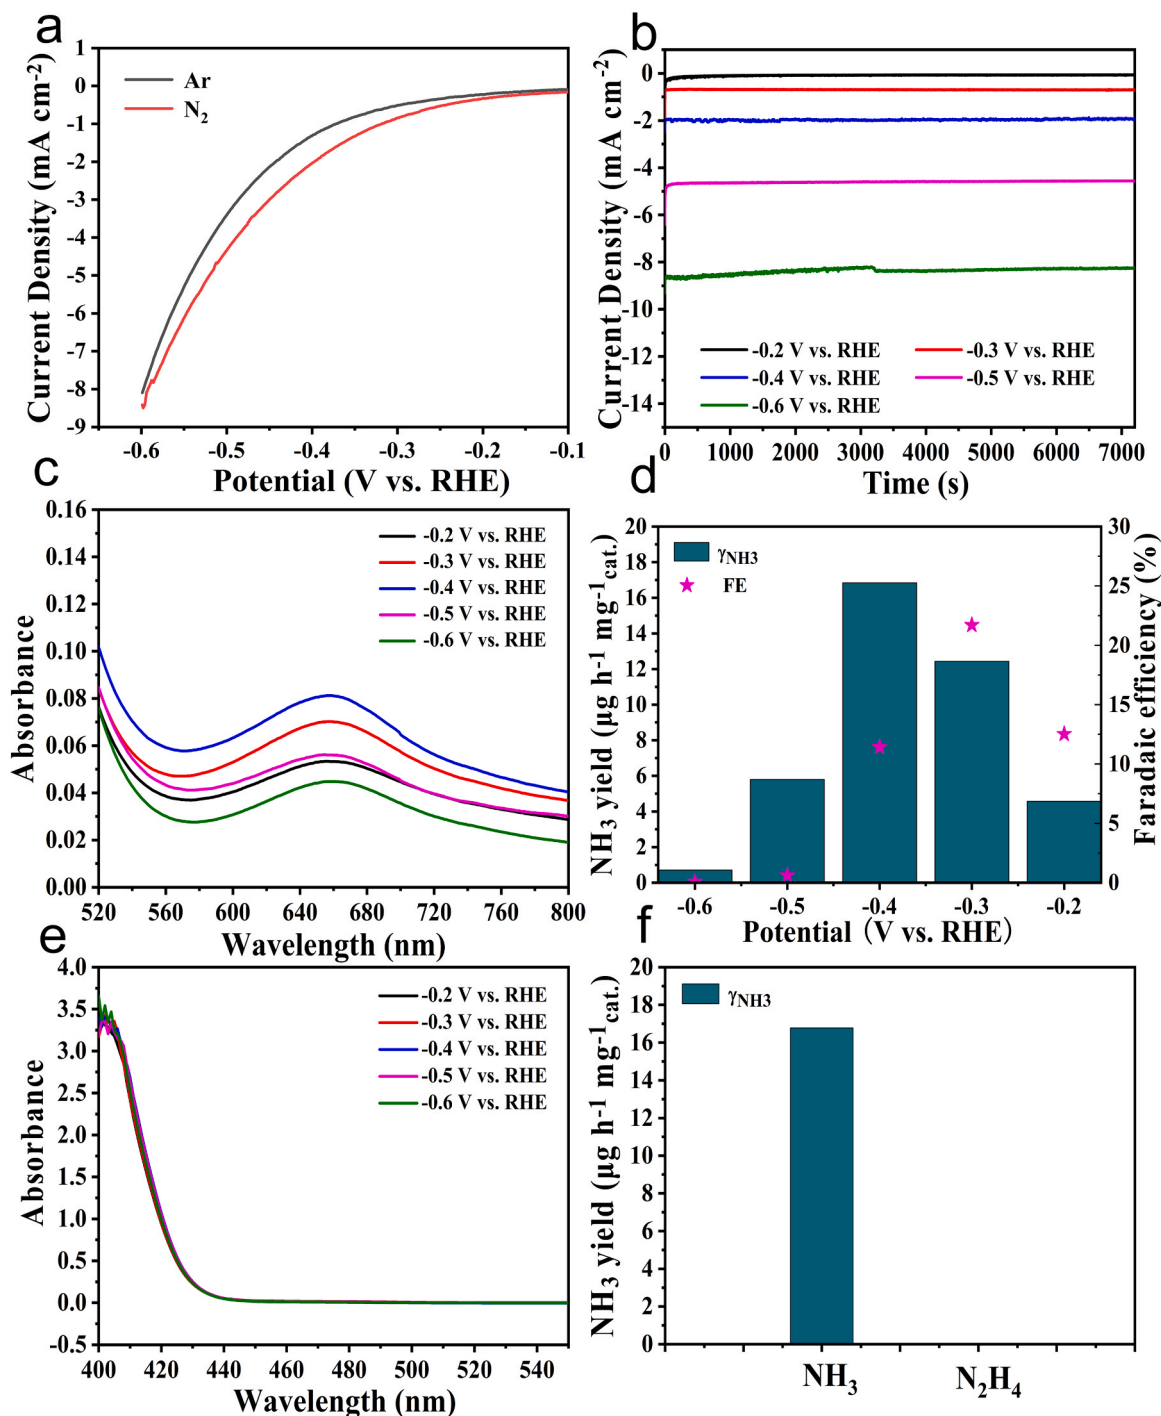 a
1
0
-1
-2
-3
-4
-5
-6
-7
-8
-9
Current Density (mA cm⁻²)
Ar
N₂
-0.6 -0.5 -0.4 -0.3 -0.2 -0.1
Potential (V vs. RHE)
b
0
-2
-4
-6
-8
-10
-12
-14
Current Density (mA cm⁻²)
-0.2 V vs. RHE
-0.3 V vs. RHE
-0.4 V vs. RHE
-0.5 V vs. RHE
-0.6 V vs. RHE
0 1000 2000 3000 4000 5000 6000 7000
Time (s)
c
0.16
0.14
0.12
0.10
0.08
0.06
0.04
0.02
0.00
Absorbance
-0.2 V vs. RHE
-0.3 V vs. RHE
-0.4 V vs. RHE
-0.5 V vs. RHE
-0.6 V vs. RHE
520 560 600 640 680 720 760 800
Wavelength (nm)
d
20
18
16
14
12
10
8
6
4
2
0
NH₃ yield (μg h⁻¹ mg⁻¹cat.)
γNH3
FE
30
25
20
15
10
5
0
Faradaic efficiency (%)
-0.6 -0.5 -0.4 -0.3 -0.2
Potential（V vs. RHE）
e
4.0
3.5
3.0
2.5
2.0
1.5
1.0
0.5
0.0
-0.5
Absorbance
-0.2 V vs. RHE
-0.3 V vs. RHE
-0.4 V vs. RHE
-0.5 V vs. RHE
-0.6 V vs. RHE
400 420 440 460 480 500 520 540
Wavelength (nm)
f
20
18
16
14
12
10
8
6
4
2
0
NH₃ yield (μg h⁻¹ mg⁻¹cat.)
γNH3
NH₃ N₂H₄